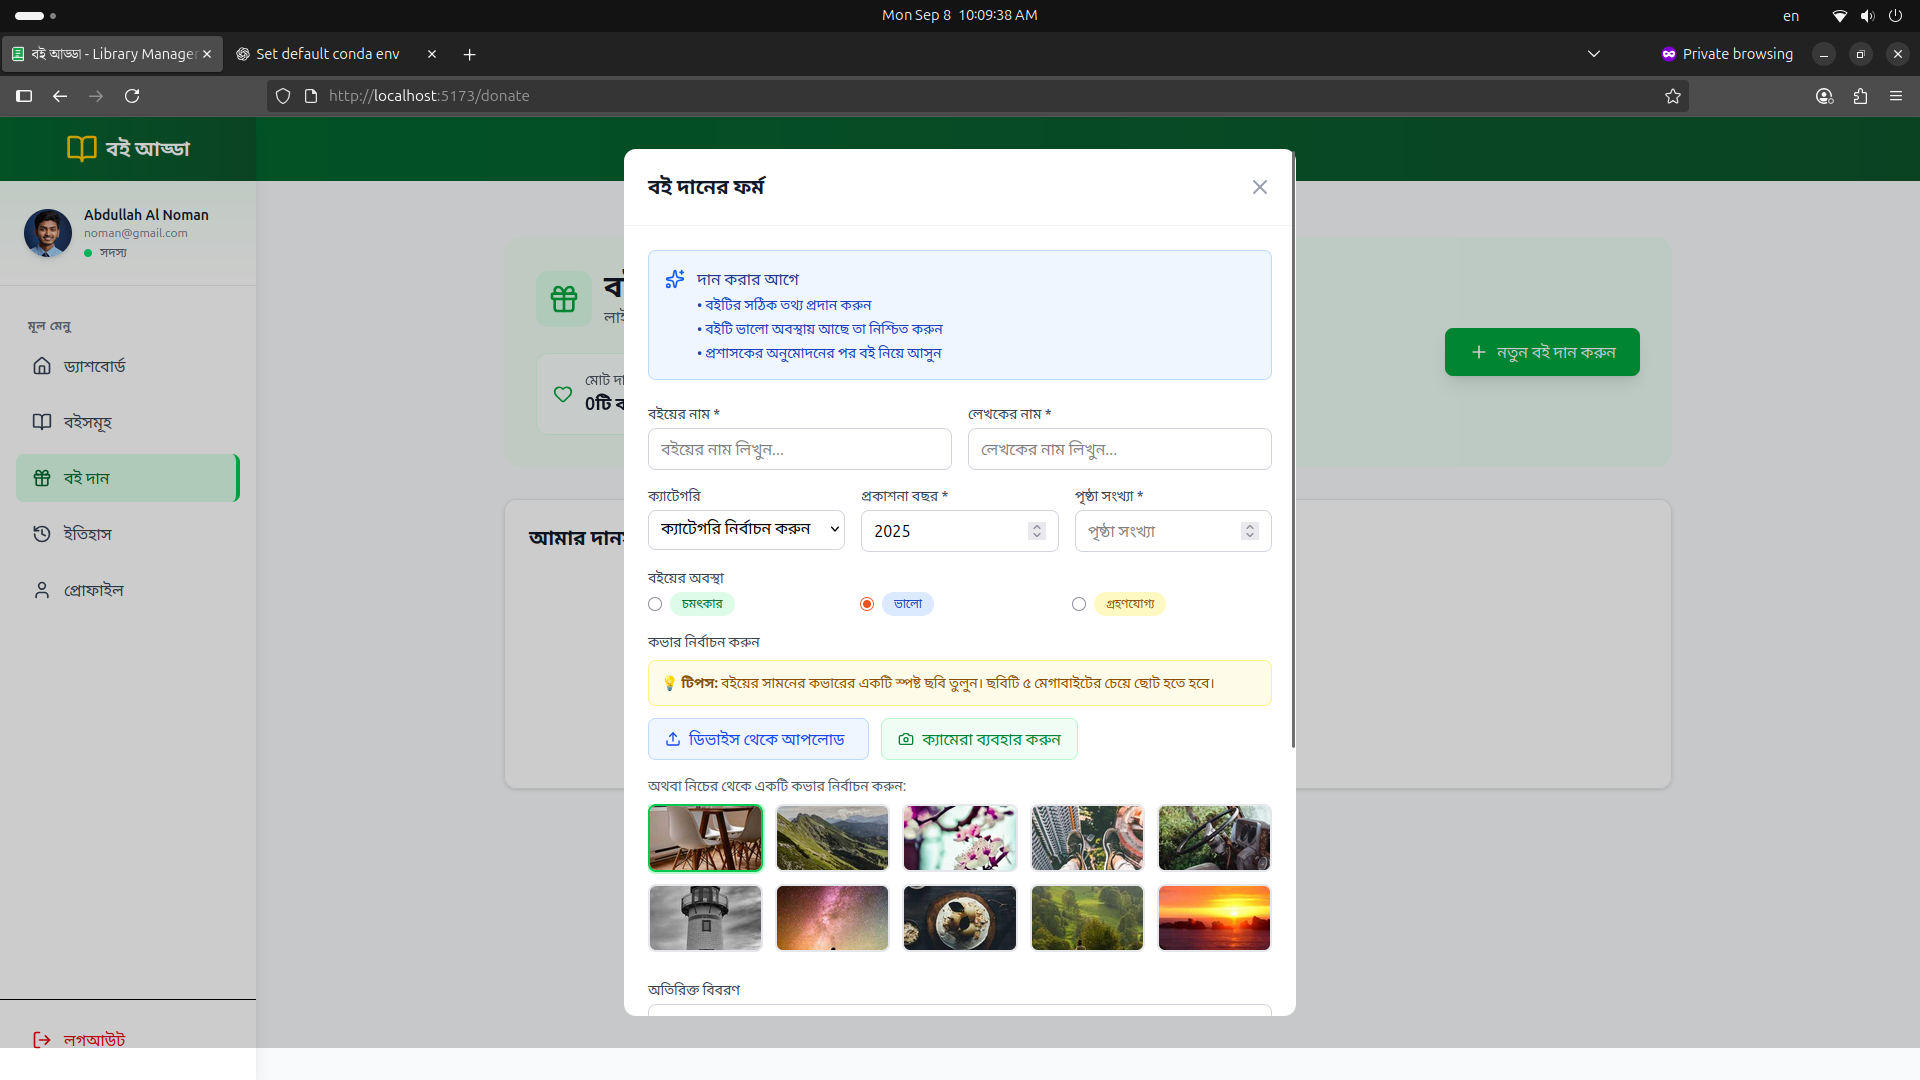 Mon Sep 8 10:09:38 AM
en
বই আড্ডা - Library Manager
Set default conda env
Private browsing
http://localhost:5173/donate
বই আড্ডা
Abdullah Al Noman
noman@gmail.com
সদস্য
মূল মেনু
ড্যাশবোর্ড
বইসমূহ
বই দান
ইতিহাস
প্রোফাইল
লগআউট
মোট
0টি
নতুন বই দান করুন
আমার
বই দানের ফর্ম
দান করার আগে
• বইটির সঠিক তথ্য প্রদান করুন
• বইটি ভালো অবস্থায় আছে তা নিশ্চিত করুন
• প্রশাসকের অনুমোদনের পর বই নিয়ে আসুন
বইয়ের নাম * লেখকের নাম *
বইয়ের নাম লিখুন... লেখকের নাম লিখুন...
ক্যাটেগরি প্রকাশনা বছর * পৃষ্ঠা সংখ্যা *
ক্যাটেগরি নির্বাচন করুন 2025 পৃষ্ঠা সংখ্যা
বইয়ের অবস্থা
চমৎকার ভালো গ্রহণযোগ্য
কভার নির্বাচন করুন
💡 টিপস: বইয়ের সামনের কভারের একটি স্পষ্ট ছবি তুলুন। ছবিটি ৫ মেগাবাইটের চেয়ে ছোট হতে হবে।
ডিভাইস থেকে আপলোড ক্যামেরা ব্যবহার করুন
অথবা নিচের থেকে একটি কভার নির্বাচন করুন:
অতিরিক্ত বিবরণ